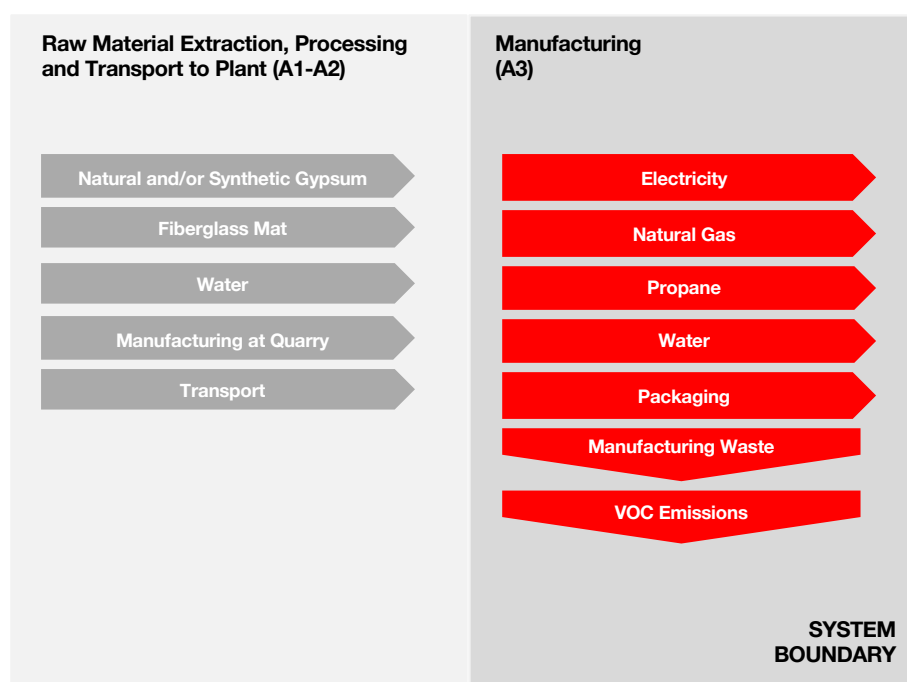 Raw Material Extraction, Processing
and Transport to Plant (A1-A2)
Natural and/or Synthetic Gypsum
Fiberglass Mat
Water
Manufacturing at Quarry
Transport
Manufacturing
(A3)
Electricity
Natural Gas
Propane
Water
Packaging
Manufacturing Waste
VOC Emissions
SYSTEM
BOUNDARY